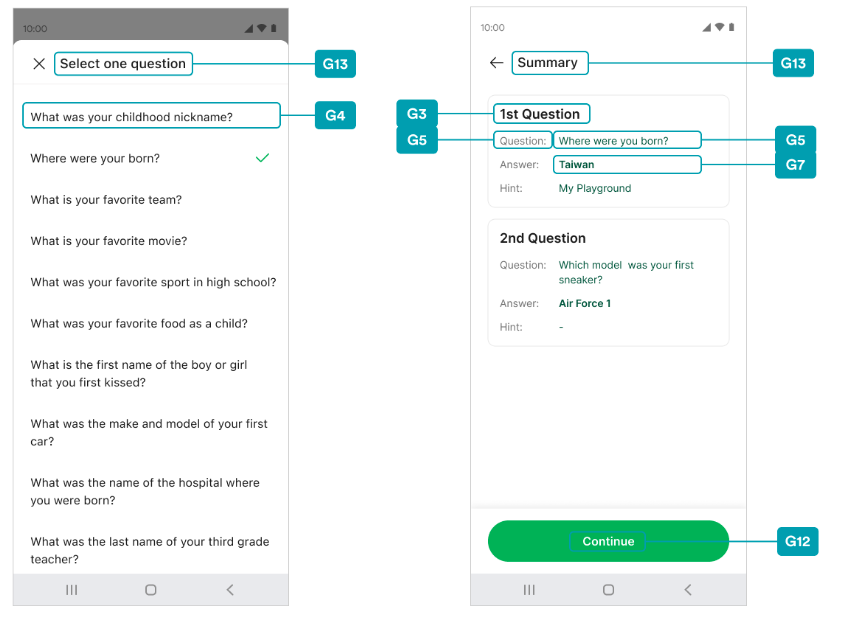 10:00
Select one question
G13
What was your childhood nickname?
G4
Where were your born?
What is your favorite team?
What is your favorite movie?
What was your favorite sport in high school?
What was your favorite food as a child?
What is the first name of the boy or girl
that you first kissed?
What was the make and model of your first
car?
What was the name of the hospital where
you were born?
What was the last name of your third grade
teacher?
10:00
Summary
G13
G3
1st Question
G5
Question:
Where were you born?
G5
Answer:
Taiwan
G7
Hint:
My Playground
2nd Question
Question:
Which model  was your first
sneaker?
Answer:
Air Force 1
Hint:
-
Continue
G12